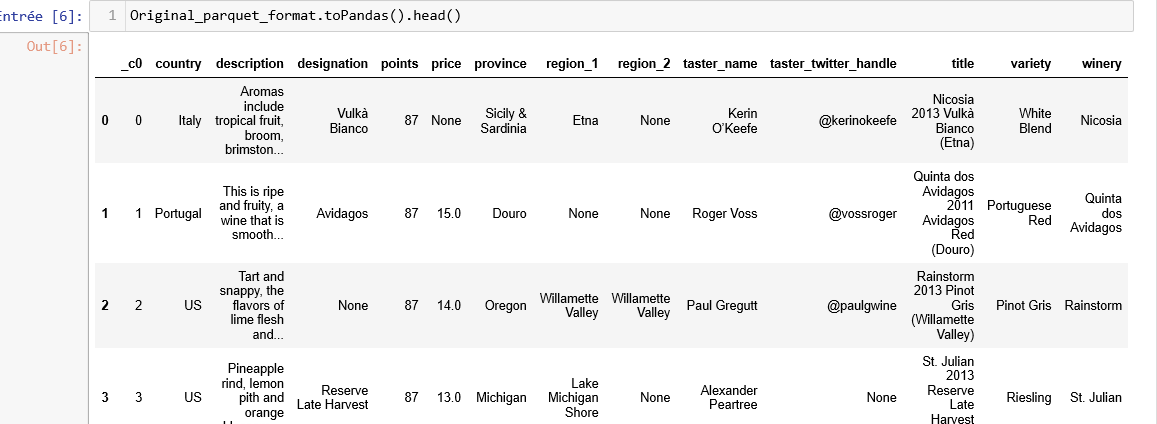 Entrée [6]: 1 Original_parquet_format.toPandas().head()
Out[6]:
_c0 country description designation points price province region_1 region_2 taster_name taster_twitter_handle title variety winery
0 0 Italy Aromas include tropical fruit, broom, brimston... Vulkà Bianco 87 None Sicily & Sardinia Etna None Kerin O’Keefe @kerinokeefe Nicosia 2013 Vulkà Bianco (Etna) White Blend Nicosia
1 1 Portugal This is ripe and fruity, a wine that is smooth... Avidagos 87 15.0 Douro None None Roger Voss @vossroger Quinta dos Avidagos 2011 Avidagos Red (Douro) Portuguese Red Quinta dos Avidagos
2 2 US Tart and snappy, the flavors of lime flesh and... None 87 14.0 Oregon Willamette Valley Willamette Valley Paul Gregutt @paulgwine Rainstorm 2013 Pinot Gris (Willamette Valley) Pinot Gris Rainstorm
3 3 US Pineapple rind, lemon pith and orange Reserve Late Harvest 87 13.0 Michigan Lake Michigan Shore None Alexander Peartree None St. Julian 2013 Reserve Late Harvest Riesling St. Julian